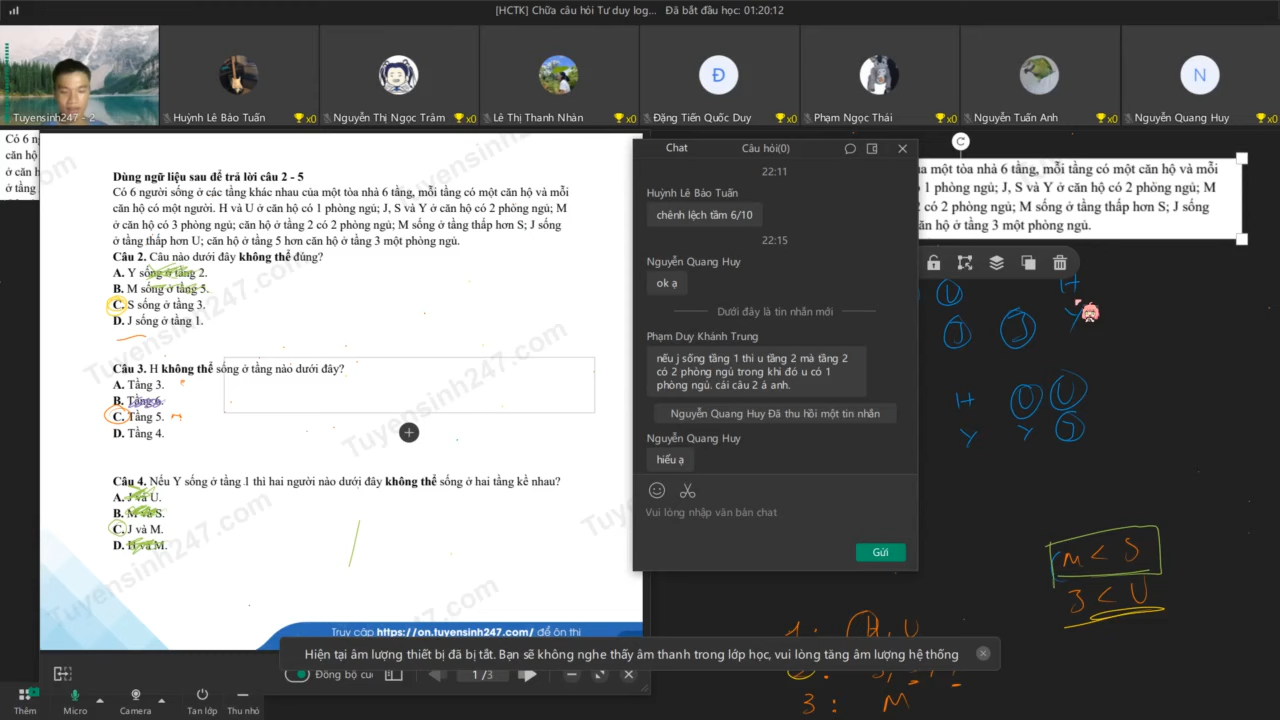 [HCTK] Chữa câu hỏi Tư duy log... Đã bắt đầu học: 01:20:12
Tuyensinh247 - 2
Huỳnh Lê Bảo Tuấn x0
Nguyễn Thị Ngọc Trâm x0
Lê Thị Thanh Nhàn x0
Đ
Đặng Tiến Quốc Duy x0
Phạm Ngọc Thái x0
Nguyễn Tuấn Anh x0
N
Nguyễn Quang Huy x0
Có 6 n
căn hộ
ở căn h
ở tầng
Dùng ngữ liệu sau để trả lời câu 2 - 5
Có 6 người sống ở các tầng khác nhau của một tòa nhà 6 tầng, mỗi tầng có một căn hộ và mỗi
căn hộ có một người. H và U ở căn hộ có 1 phòng ngủ; J, S và Y ở căn hộ có 2 phòng ngủ; M
ở căn hộ có 3 phòng ngủ; căn hộ ở tầng 2 có 2 phòng ngủ; M sống ở tầng thấp hơn S; J sống
ở tầng thấp hơn U; căn hộ ở tầng 5 hơn căn hộ ở tầng 3 một phòng ngủ.
Câu 2. Câu nào dưới đây không thể đúng?
A. Y sống ở tầng 2.
B. M sống ở tầng 5.
C. S sống ở tầng 3.
D. J sống ở tầng 1.
Câu 3. H không thể sống ở tầng nào dưới đây?
A. Tầng 3.
B. Tầng 6.
C. Tầng 5.
D. Tầng 4.
Câu 4. Nếu Y sống ở tầng 1 thì hai người nào dưới đây không thể sống ở hai tầng kề nhau?
A. J và U.
B. M và S.
C. J và M.
D. H và M.
Tuyensinh247.com
Truy cập https://on.tuyensinh247.com/ để ôn thi
Chat Câu hỏi(0)
22:11
Huỳnh Lê Bảo Tuấn
chênh lệch tầm 6/10
22:15
Nguyễn Quang Huy
ok ạ
Dưới đây là tin nhắn mới
Phạm Duy Khánh Trung
nếu j sống tầng 1 thi u tầng 2 mà tầng 2
có 2 phòng ngủ trong khi đó u có 1
phòng ngủ. cái câu 2 á anh.
Nguyễn Quang Huy Đã thu hồi một tin nhắn
Nguyễn Quang Huy
hiểu ạ
Vui lòng nhập văn bản chat
Gửi
a một tòa nhà 6 tầng, mỗi tầng có một căn hộ và mỗi
1 phòng ngủ; J, S và Y ở căn hộ có 2 phòng ngủ; M
2 có 2 phòng ngủ; M sống ở tầng thấp hơn S; J sống
ăn hộ ở tầng 3 một phòng ngủ.
U H
J J Y
H U U
Y Y J
M < S
J < U
1 : H, U
3 : M
Hiện tại âm lượng thiết bị đã bị tắt. Bạn sẽ không nghe thấy âm thanh trong lớp học, vui lòng tăng âm lượng hệ thống
Đồng bộ cu
1 /3
Thêm Micro Camera Tan lớp Thu nhỏ